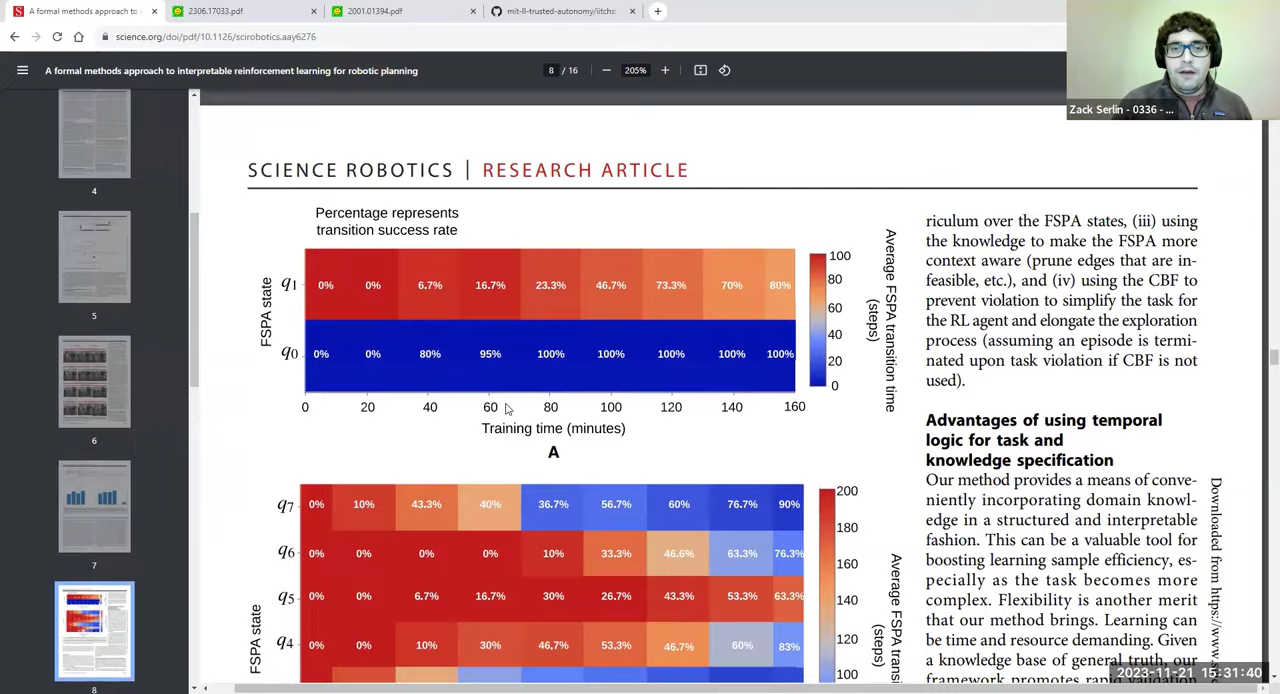 A formal methods approach to
2306.17033.pdf
2001.01394.pdf
mit-ll-trusted-autonomy/iitchs:
science.org/doi/pdf/10.1126/scirobotics.aay6276
A formal methods approach to interpretable reinforcement learning for robotic planning
8 / 16
205%
Zack Serlin - 0336 - ...
4
5
6
7
8
SCIENCE ROBOTICS | RESEARCH ARTICLE
Percentage represents
transition success rate
FSPA state
q1 0% 0% 6.7% 16.7% 23.3% 46.7% 73.3% 70% 80%
q0 0% 0% 80% 95% 100% 100% 100% 100% 100%
0 20 40 60 80 100 120 140 160
Training time (minutes)
A
100
80
60
40
20
0
Average FSPA transition time
(steps)
FSPA state
q7 0% 10% 43.3% 40% 36.7% 56.7% 60% 76.7% 90%
q6 0% 0% 0% 0% 10% 33.3% 46.6% 63.3% 76.3%
q5 0% 0% 6.7% 16.7% 30% 26.7% 43.3% 53.3% 63.3%
q4 0% 0% 10% 30% 46.7% 53.3% 46.7% 60% 83%
200
180
160
140
120
100
Average FSPA transi
(steps)
riculum over the FSPA states, (iii) using
the knowledge to make the FSPA more
context aware (prune edges that are in-
feasible, etc.), and (iv) using the CBF to
prevent violation to simplify the task for
the RL agent and elongate the exploration
process (assuming an episode is termi-
nated upon task violation if CBF is not
used).
Advantages of using temporal
logic for task and
knowledge specification
Our method provides a means of conve-
niently incorporating domain knowl-
edge in a structured and interpretable
fashion. This can be a valuable tool for
boosting learning sample efficiency, es-
pecially as the task becomes more
complex. Flexibility is another merit
that our method brings. Learning can
be time and resource demanding. Given
a knowledge base of general truth, our
framework promotes rapid validation
Downloaded from https://www.s
2023-11-21 15:31:40